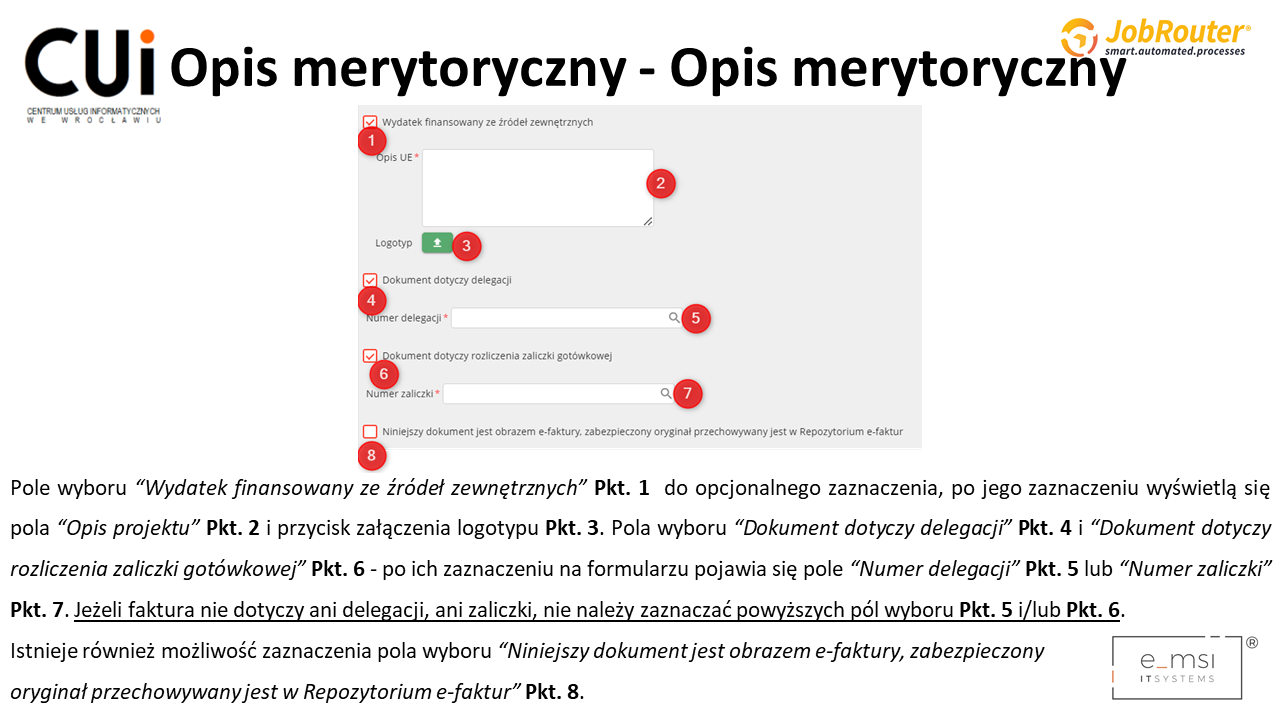 CUi
CENTRUM USŁUG INFORMATYCZNYCH
WE WROCŁAWIU
Opis merytoryczny - Opis merytoryczny
JobRouter®
smart.automated.processes
Wydatek finansowany ze źródeł zewnętrznych
1
Opis UE *
2
Logotyp
3
Dokument dotyczy delegacji
4
Numer delegacji *
5
Dokument dotyczy rozliczenia zaliczki gotówkowej
6
Numer zaliczki *
7
Niniejszy dokument jest obrazem e-faktury, zabezpieczony oryginał przechowywany jest w Repozytorium e-faktur
8
Pole wyboru “Wydatek finansowany ze źródeł zewnętrznych” Pkt. 1 do opcjonalnego zaznaczenia, po jego zaznaczeniu wyświetlą się
pola “Opis projektu” Pkt. 2 i przycisk załączenia logotypu Pkt. 3. Pola wyboru “Dokument dotyczy delegacji” Pkt. 4 i “Dokument dotyczy
rozliczenia zaliczki gotówkowej” Pkt. 6 - po ich zaznaczeniu na formularzu pojawia się pole “Numer delegacji” Pkt. 5 lub “Numer zaliczki”
Pkt. 7. Jeżeli faktura nie dotyczy ani delegacji, ani zaliczki, nie należy zaznaczać powyższych pól wyboru Pkt. 5 i/lub Pkt. 6.
Istnieje również możliwość zaznaczenia pola wyboru “Niniejszy dokument jest obrazem e-faktury, zabezpieczony
oryginał przechowywany jest w Repozytorium e-faktur” Pkt. 8.
e_msi ®
ITSYSTEMS